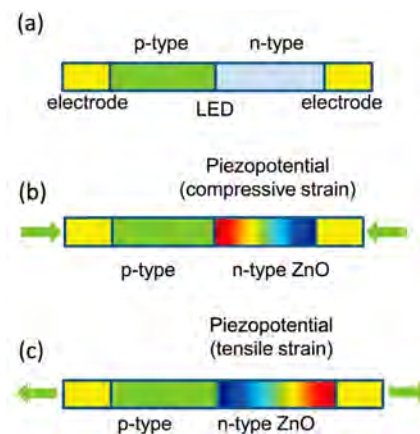 (a)
p-type n-type
electrode LED electrode
Piezopotential
(b) (compressive strain)
p-type n-type ZnO
Piezopotential
(c) (tensile strain)
p-type n-type ZnO